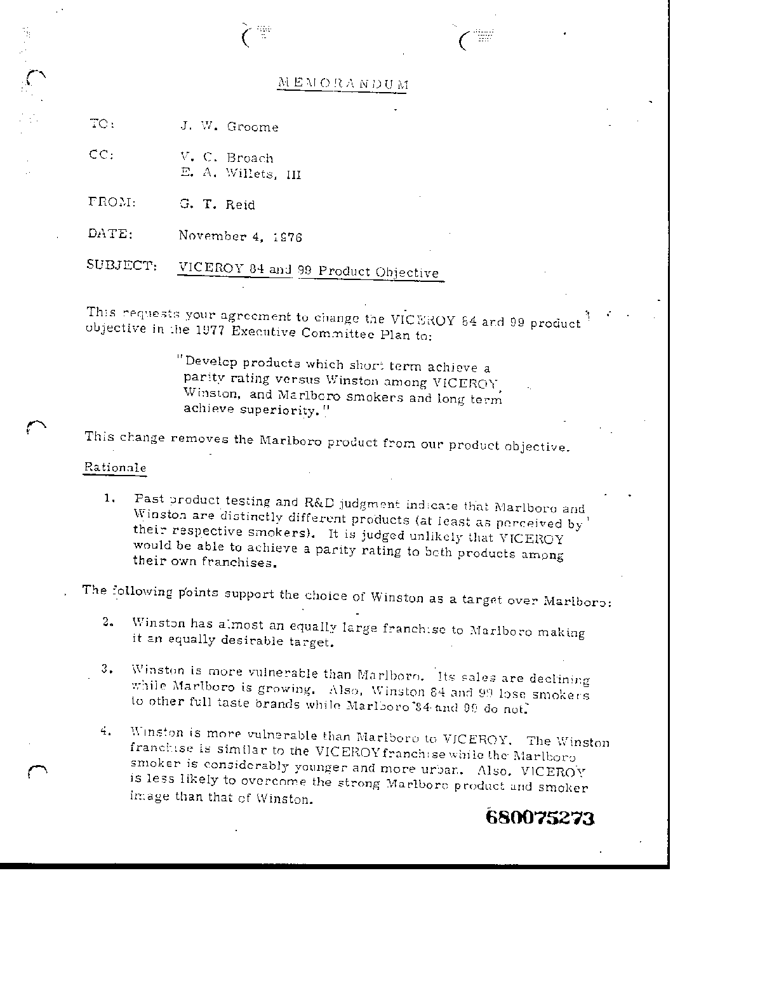 MEMORANDUM
TO: J. W. Groome
CC: V. C. Broach
E. A. Willets, III
FROM: G. T. Reid
DATE: November 4, 1976
SUBJECT: VICEROY 84 and 99 Product Objective
This requests your agreement to change the VICEROY 84 and 99 product
objective in the 1977 Executive Committee Plan to:
"Develop products which short term achieve a
parity rating versus Winston among VICEROY,
Winston, and Marlboro smokers and long term
achieve superiority."
This change removes the Marlboro product from our product objective.
Rationale
1. Past product testing and R&D judgment indicate that Marlboro and
Winston are distinctly different products (at least as perceived by
their respective smokers). It is judged unlikely that VICEROY
would be able to achieve a parity rating to both products among
their own franchises.
The following points support the choice of Winston as a target over Marlboro:
2. Winston has almost an equally large franchise to Marlboro making
it an equally desirable target.
3. Winston is more vulnerable than Marlboro. Its sales are declining
while Marlboro is growing. Also, Winston 84 and 99 lose smokers
to other full taste brands while Marlboro 84 and 99 do not.
4. Winston is more vulnerable than Marlboro to VICEROY. The Winston
franchise is similar to the VICEROY franchise while the Marlboro
smoker is considerably younger and more urban. Also, VICEROY
is less likely to overcome the strong Marlboro product and smoker
image than that of Winston.
680075273